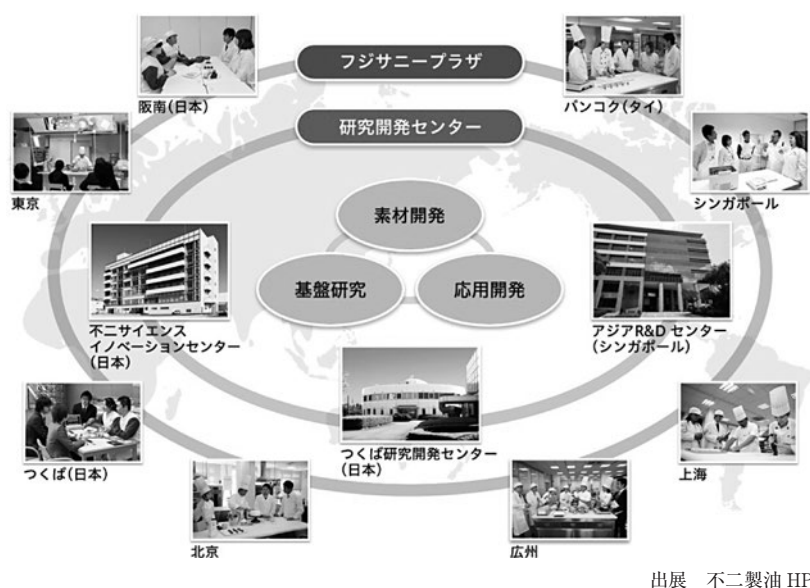 フジサニープラザ
研究開発センター
阪南(日本)
バンコク(タイ)
東京
シンガポール
素材開発
基盤研究
応用開発
不二サイエンス
イノベーションセンター
(日本)
アジアR&D センター
(シンガポール)
つくば研究開発センター
(日本)
つくば(日本)
上海
北京
広州
出展 不二製油 HP